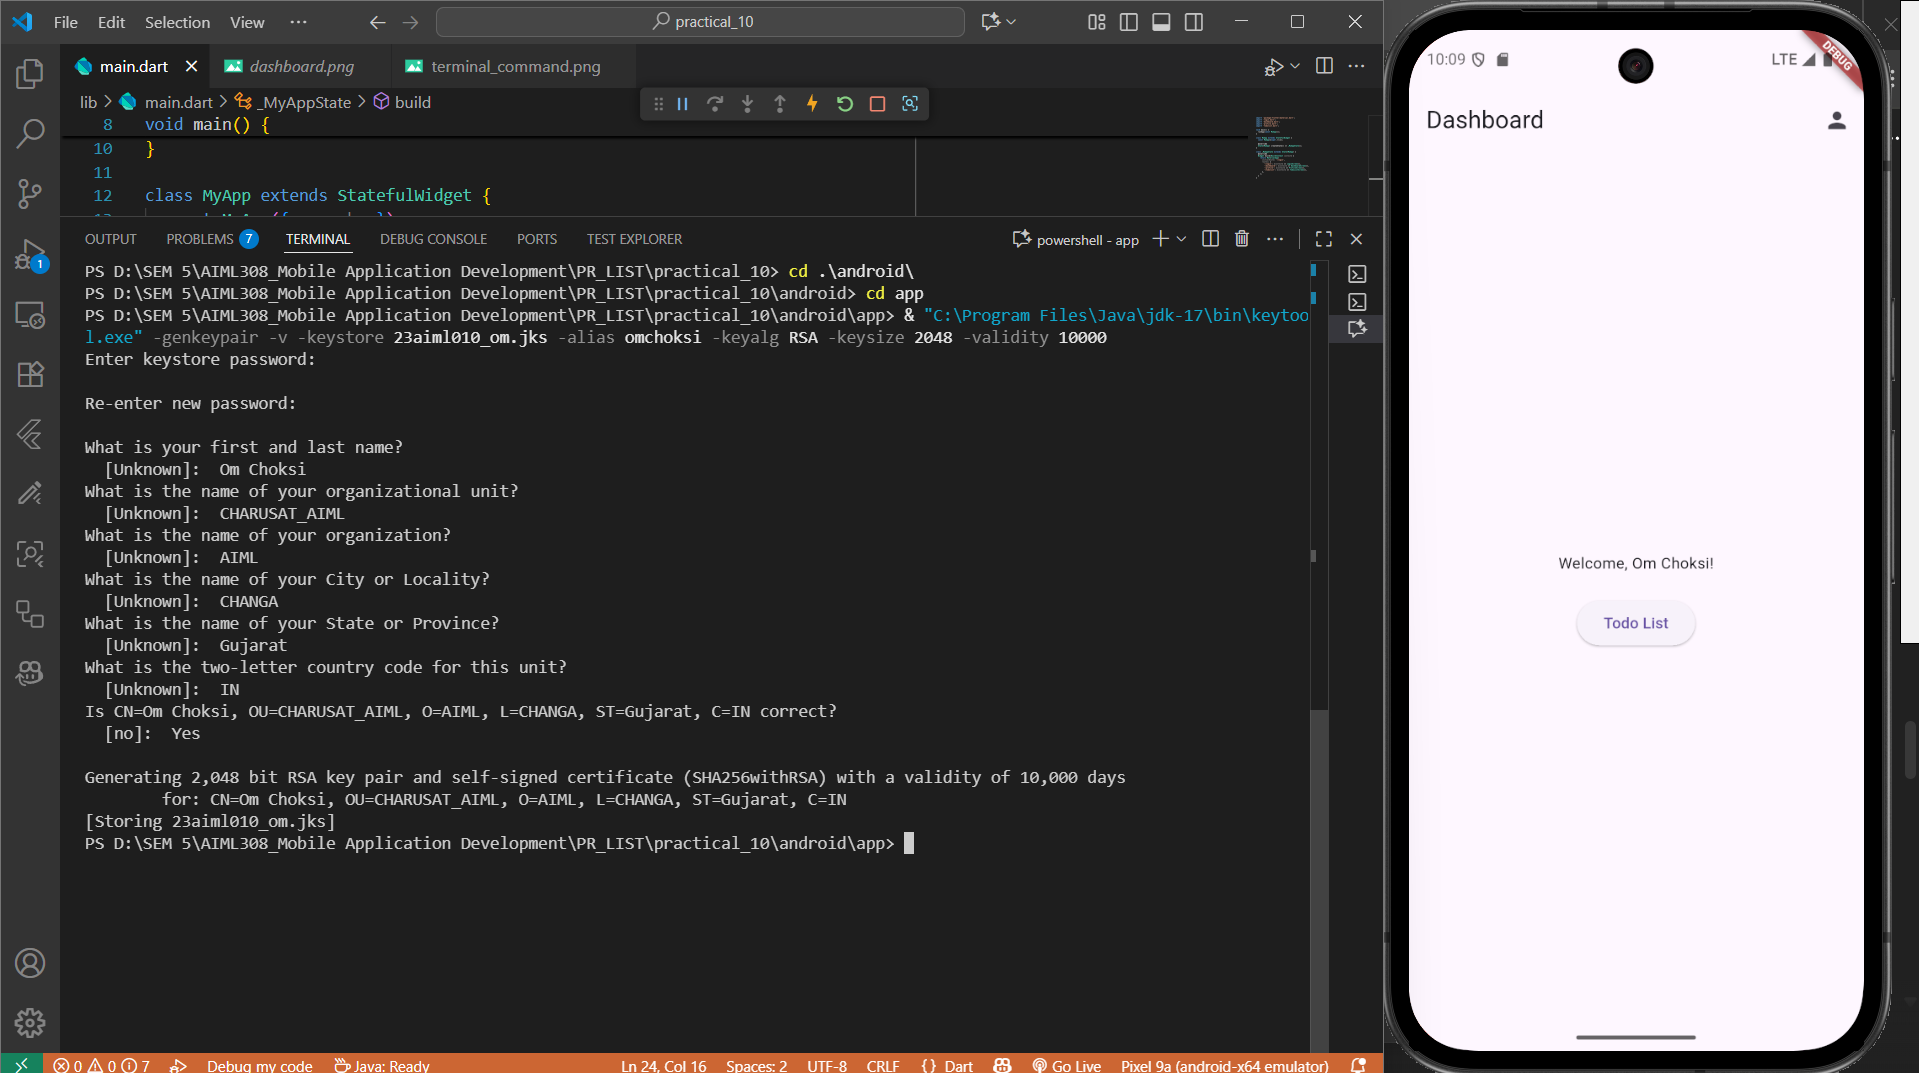 File Edit Selection View ··· practical_10
main.dart dashboard.png terminal_command.png
lib > main.dart > _MyAppState > build
8 void main() {
10 }
11
12 class MyApp extends StatefulWidget {
OUTPUT PROBLEMS 7 TERMINAL DEBUG CONSOLE PORTS TEST EXPLORER powershell - app
PS D:\SEM 5\AIML308_Mobile Application Development\PR_LIST\practical_10> cd .\android\
PS D:\SEM 5\AIML308_Mobile Application Development\PR_LIST\practical_10\android> cd app
PS D:\SEM 5\AIML308_Mobile Application Development\PR_LIST\practical_10\android\app> & "C:\Program Files\Java\jdk-17\bin\keytoo
l.exe" -genkeypair -v -keystore 23aiml010_om.jks -alias omchoksi -keyalg RSA -keysize 2048 -validity 10000
Enter keystore password:
Re-enter new password:
What is your first and last name?
[Unknown]: Om Choksi
What is the name of your organizational unit?
[Unknown]: CHARUSAT_AIML
What is the name of your organization?
[Unknown]: AIML
What is the name of your City or Locality?
[Unknown]: CHANGA
What is the name of your State or Province?
[Unknown]: Gujarat
What is the two-letter country code for this unit?
[Unknown]: IN
Is CN=Om Choksi, OU=CHARUSAT_AIML, O=AIML, L=CHANGA, ST=Gujarat, C=IN correct?
[no]: Yes
Generating 2,048 bit RSA key pair and self-signed certificate (SHA256withRSA) with a validity of 10,000 days
for: CN=Om Choksi, OU=CHARUSAT_AIML, O=AIML, L=CHANGA, ST=Gujarat, C=IN
[Storing 23aiml010_om.jks]
PS D:\SEM 5\AIML308_Mobile Application Development\PR_LIST\practical_10\android\app>
1
0 0 7 Debug my code Java: Ready Ln 24, Col 16 Spaces: 2 UTF-8 CRLF {} Dart Go Live Pixel 9a (android-x64 emulator)
10:09 LTE DEBUG
Dashboard
Welcome, Om Choksi!
Todo List